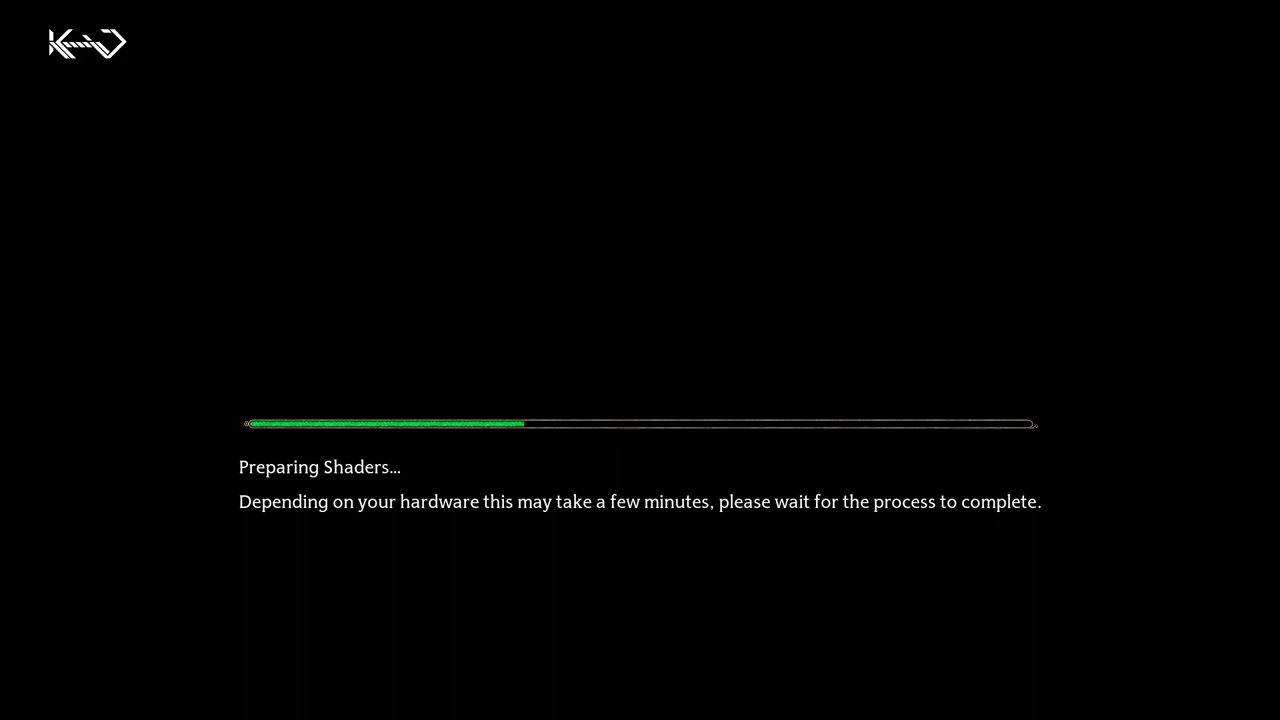 Preparing Shaders...
Depending on your hardware this may take a few minutes, please wait for the process to complete.